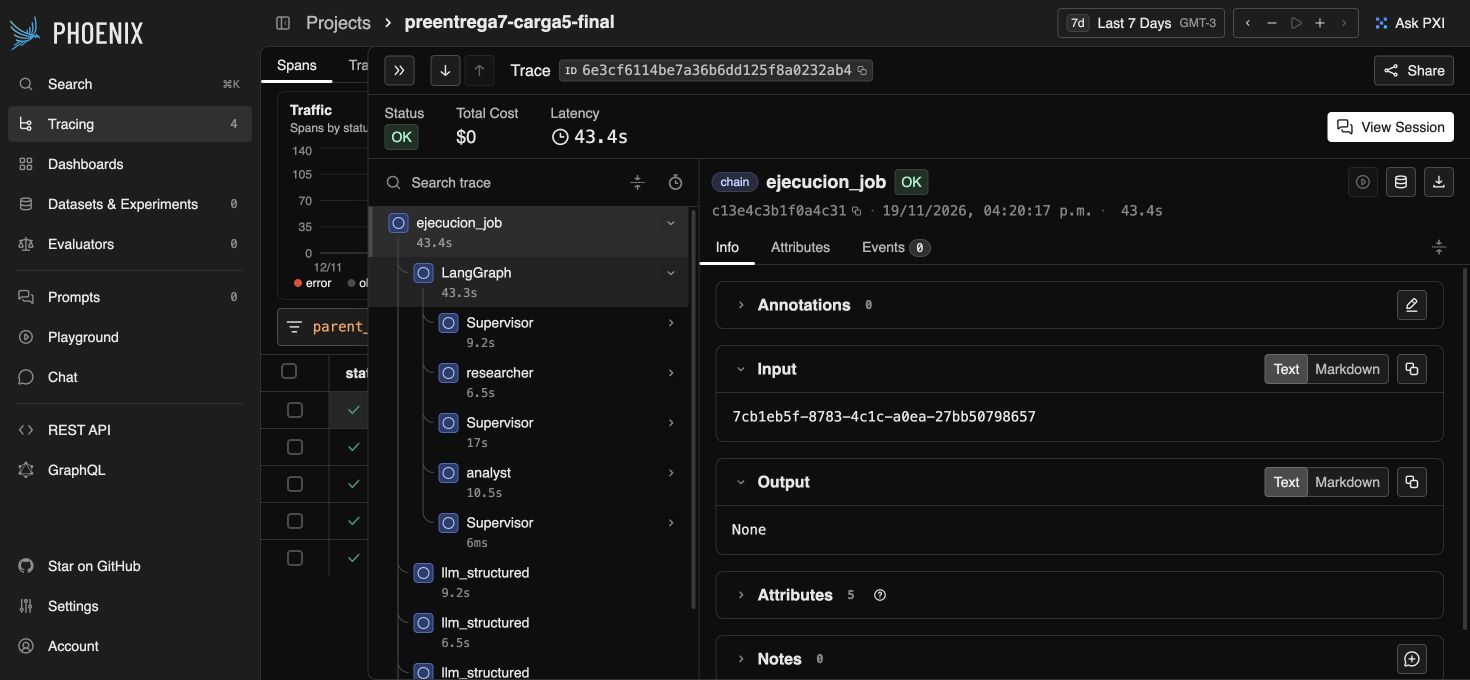 PHOENIX
Search ⌘K
Tracing 4
Dashboards
Datasets & Experiments 0
Evaluators 0
Prompts 0
Playground
Chat
REST API
GraphQL
Star on GitHub
Settings
Account
Projects > preentrega7-carga5-final
7d Last 7 Days GMT-3
Ask PXI
Spans Tra
Traffic
Spans by statu
140
105
70
35
0
12/11
error ol
parent_
stat
Trace ID 6e3cf6114be7a36b6dd125f8a0232ab4
Share
Status Total Cost Latency
OK $0 43.4s
View Session
Search trace
ejecucion_job
43.4s
LangGraph
43.3s
Supervisor
9.2s
researcher
6.5s
Supervisor
17s
analyst
10.5s
Supervisor
6ms
llm_structured
9.2s
llm_structured
6.5s
llm_structured
chain ejecucion_job OK
c13e4c3b1f0a4c31 · 19/11/2026, 04:20:17 p.m. · 43.4s
Info Attributes Events 0
Annotations 0
Input Text Markdown
7cb1eb5f-8783-4c1c-a0ea-27bb50798657
Output Text Markdown
None
Attributes 5
Notes 0